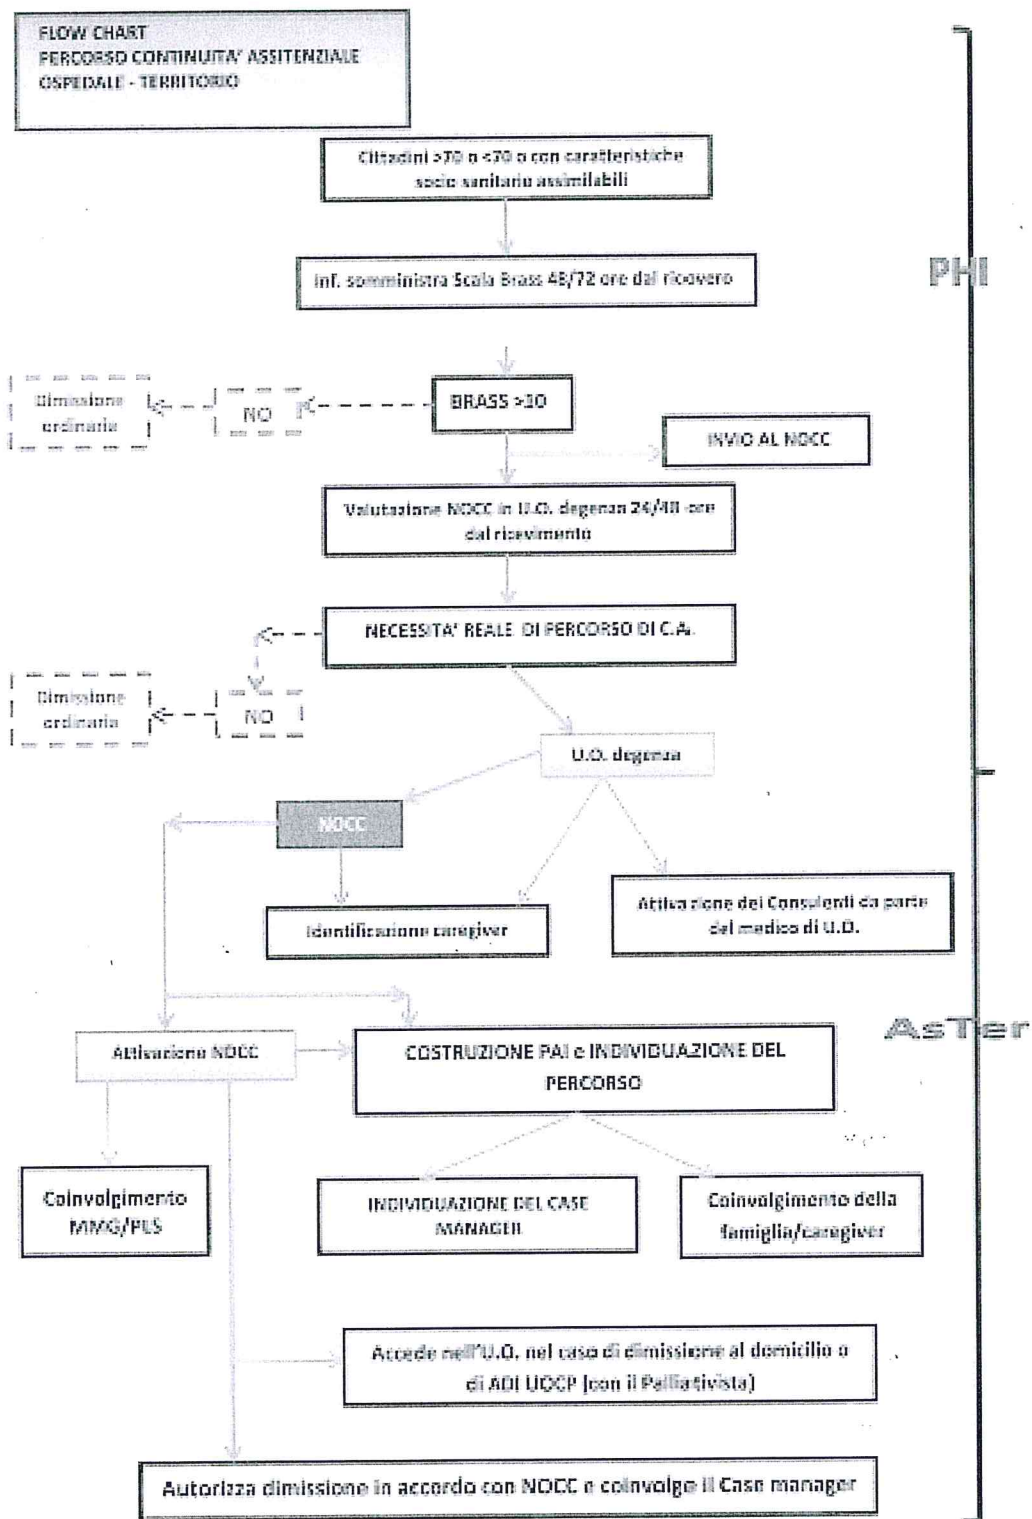 FLOW CHART
PERCORSO CONTINUITA' ASSITENZIALE
OSPEDALE - TERRITORIO
Cittadini >70 o <70 o con caratteristiche
socio sanitario assimilabili
PHI
Inf. somministra Scala Brass 48/72 ore dal ricovero
Dimissione
ordinaria
NO
BRASS >10
INVIO AL NOCC
Valutazione NOCC in U.O. degenza 24/48 ore
dal ricevimento
NECESSITA' REALE DI PERCORSO DI C.A.
Dimissione
ordinaria
NO
U.O. degenza
NOCC
Identificazione caregiver
Attivazione dei Consulenti da parte
del medico di U.O.
AsTer
Attivazione NOCC
COSTRUZIONE PAI e INDIVIDUAZIONE DEL
PERCORSO
Coinvolgimento
MMG/PLS
INDIVIDUAZIONE DEL CASE
MANAGER
Coinvolgimento della
famiglia/caregiver
Accede nell'U.O. nel caso di dimissione al domicilio o
di ADI UOCP (con il Palliativista)
Autorizza dimissione in accordo con NOCC e coinvolge il Case manager